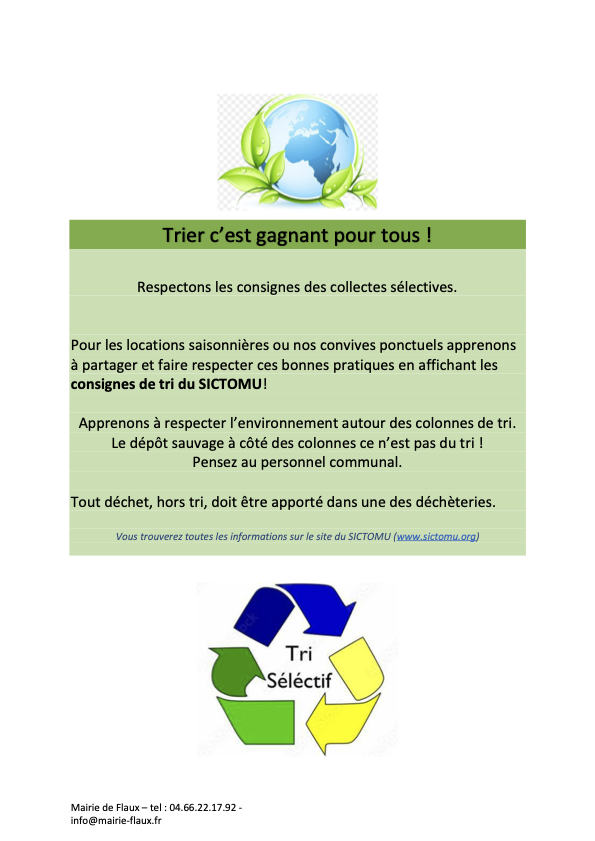 Trier c’est gagnant pour tous !
Respectons les consignes des collectes sélectives.
Pour les locations saisonnières ou nos convives ponctuels apprenons
à partager et faire respecter ces bonnes pratiques en affichant les
consignes de tri du SICTOMU!
Apprenons à respecter l’environnement autour des colonnes de tri.
Le dépôt sauvage à côté des colonnes ce n’est pas du tri !
Pensez au personnel communal.
Tout déchet, hors tri, doit être apporté dans une des déchèteries.
Vous trouverez toutes les informations sur le site du SICTOMU (www.sictomu.org)
Tri
Séléctif
Mairie de Flaux – tel : 04.66.22.17.92 -
info@mairie-flaux.fr